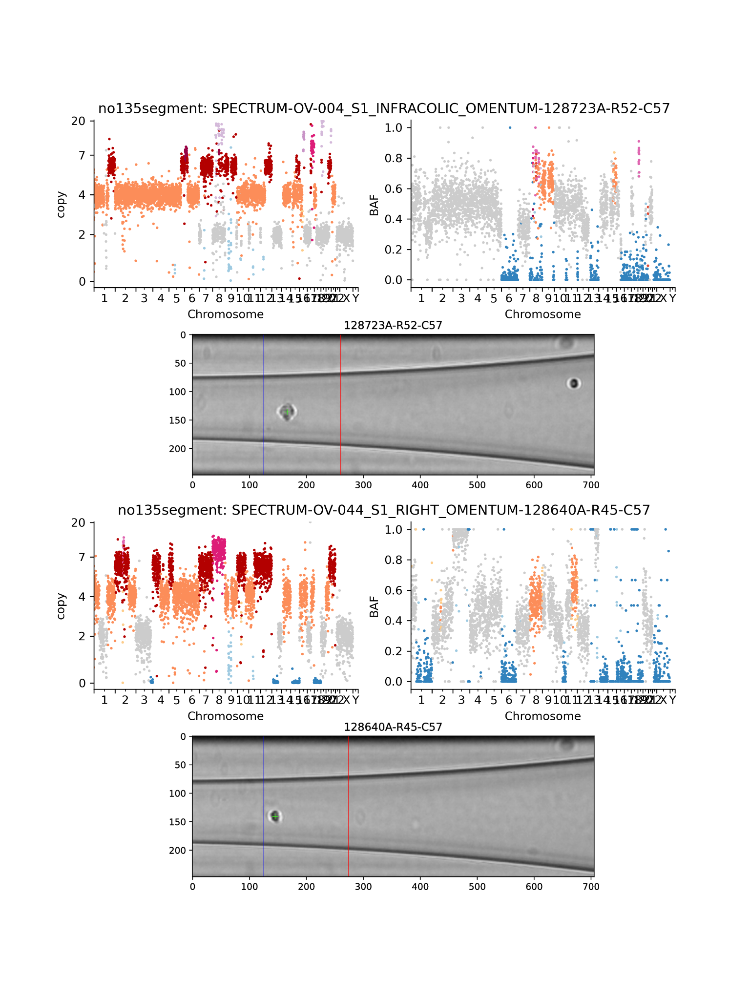 no135segment: SPECTRUM-OV-004_S1_INFRACOLIC_OMENTUM-128723A-R52-C57
20
7
4
2
0
copy
1 2 3 4 5 6 7 8 9 10 11 12 13 14 15 16 17 18 19 20 21 22 X Y
Chromosome
1.0
0.8
0.6
0.4
0.2
0.0
BAF
1 2 3 4 5 6 7 8 9 10 11 12 13 14 15 16 17 18 19 20 21 22 X Y
Chromosome
128723A-R52-C57
0
50
100
150
200
0 100 200 300 400 500 600 700
no135segment: SPECTRUM-OV-044_S1_RIGHT_OMENTUM-128640A-R45-C57
20
7
4
2
0
copy
1 2 3 4 5 6 7 8 9 10 11 12 13 14 15 16 17 18 19 20 21 22 X Y
Chromosome
1.0
0.8
0.6
0.4
0.2
0.0
BAF
1 2 3 4 5 6 7 8 9 10 11 12 13 14 15 16 17 18 19 20 21 22 X Y
Chromosome
128640A-R45-C57
0
50
100
150
200
0 100 200 300 400 500 600 700